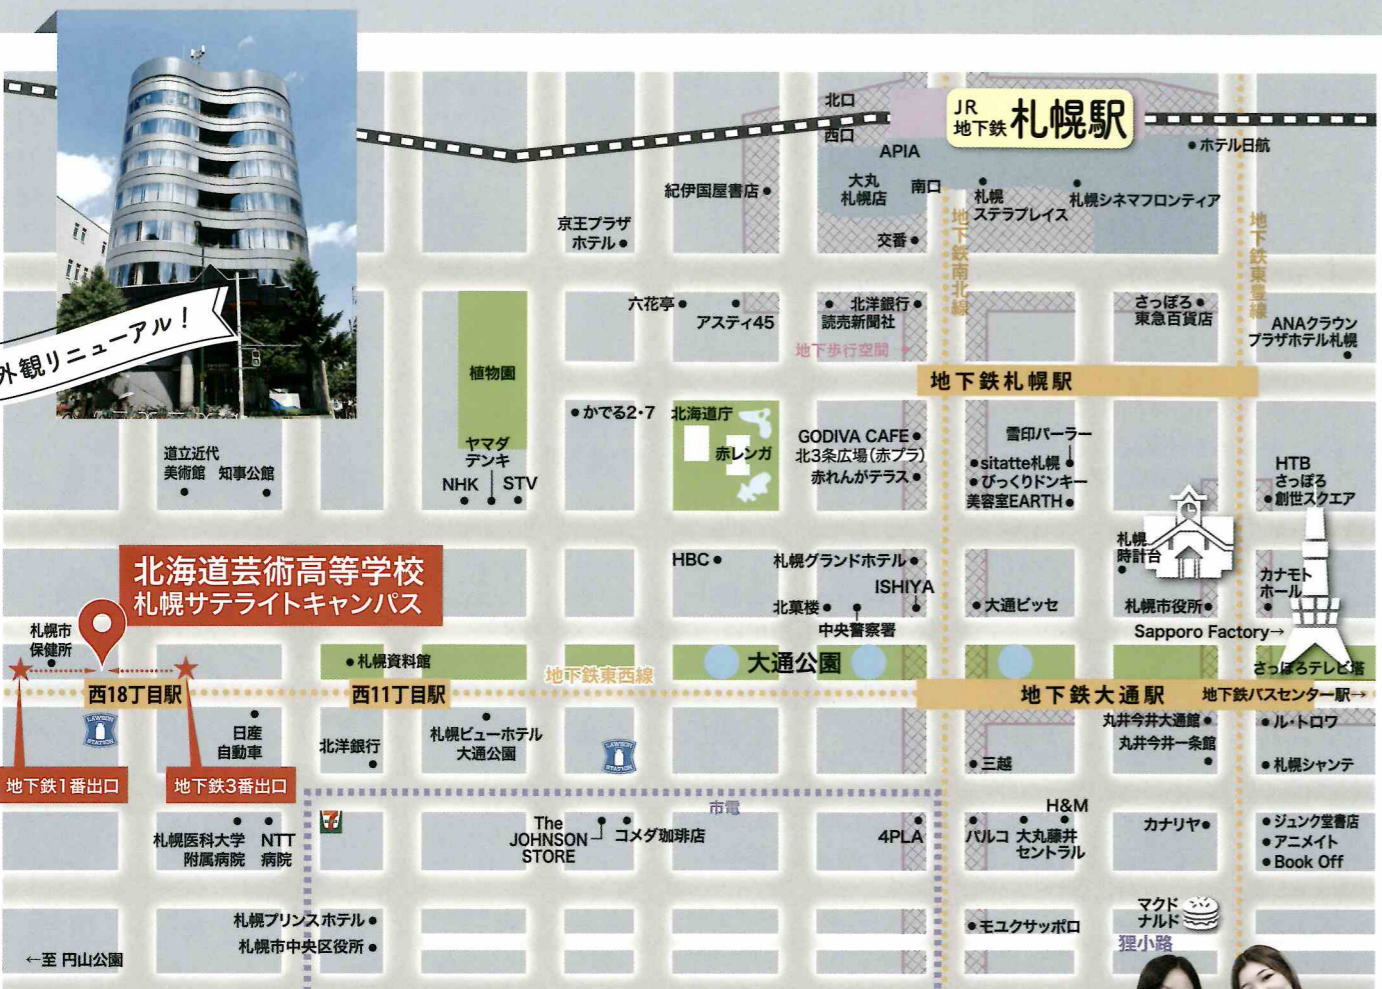 外観リニューアル！
JR
地下鉄 札幌駅
北口
西口
APIA
大丸
札幌店
南口
札幌
ステラプレイス
札幌シネマフロンティア
ホテル日航
紀伊國屋書店
京王プラザ
ホテル
交番
地下鉄南北線
地下鉄東豊線
六花亭
アスティ45
北洋銀行
読売新聞社
地下歩行空間
さっぽろ
東急百貨店
ANAクラウン
プラザホテル札幌
地下鉄札幌駅
植物園
かでる2・7
北海道庁
赤レンガ
GODIVA CAFE
北3条広場(赤プラ)
赤れんがテラス
雪印パーラー
sitatte札幌
びっくりドンキー
美容室EARTH
HTB
さっぽろ
創世スクエア
道立近代
美術館
知事公館
ヤマダ
デンキ
NHK
STV
北海道芸術高等学校
札幌サテライトキャンパス
HBC
札幌グランドホテル
ISHIYA
北菓楼
中央警察署
大通ビッセ
札幌
時計台
札幌市役所
カナモト
ホール
Sapporo Factory→
札幌市
保健所
札幌資料館
地下鉄東西線
大通公園
さっぽろテレビ塔
西18丁目駅
西11丁目駅
地下鉄大通駅
地下鉄バスセンター駅→
LAWSON
STATION
日産
自動車
北洋銀行
札幌ビューホテル
大通公園
LAWSON
STATION
丸井今井大通館
丸井今井一条館
ル・トロワ
三越
札幌シャンテ
地下鉄1番出口
地下鉄3番出口
市電
札幌医科大学
附属病院
NTT
病院
7
The
JOHNSON
STORE
コメダ珈琲店
4PLA
パルコ
H&M
大丸藤井
セントラル
カナリヤ
ジュンク堂書店
アニメイト
Book Off
札幌プリンスホテル
札幌市中央区役所
モユクサッポロ
マクド
ナルド
狸小路
←至 円山公園